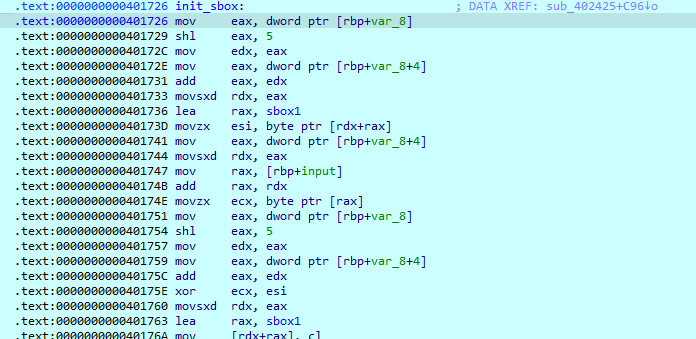 .text:0000000000401726 init_sbox: ; DATA XREF: sub_402425+C96↓o
.text:0000000000401726 mov eax, dword ptr [rbp+var_8]
.text:0000000000401729 shl eax, 5
.text:000000000040172C mov edx, eax
.text:000000000040172E mov eax, dword ptr [rbp+var_8+4]
.text:0000000000401731 add eax, edx
.text:0000000000401733 movsxd rdx, eax
.text:0000000000401736 lea rax, sbox1
.text:000000000040173D movzx esi, byte ptr [rdx+rax]
.text:0000000000401741 mov eax, dword ptr [rbp+var_8+4]
.text:0000000000401744 movsxd rdx, eax
.text:0000000000401747 mov rax, [rbp+input]
.text:000000000040174B add rax, rdx
.text:000000000040174E movzx ecx, byte ptr [rax]
.text:0000000000401751 mov eax, dword ptr [rbp+var_8]
.text:0000000000401754 shl eax, 5
.text:0000000000401757 mov edx, eax
.text:0000000000401759 mov eax, dword ptr [rbp+var_8+4]
.text:000000000040175C add eax, edx
.text:000000000040175E xor ecx, esi
.text:0000000000401760 movsxd rdx, eax
.text:0000000000401763 lea rax, sbox1
.text:000000000040176A mov [rdx+rax], cl